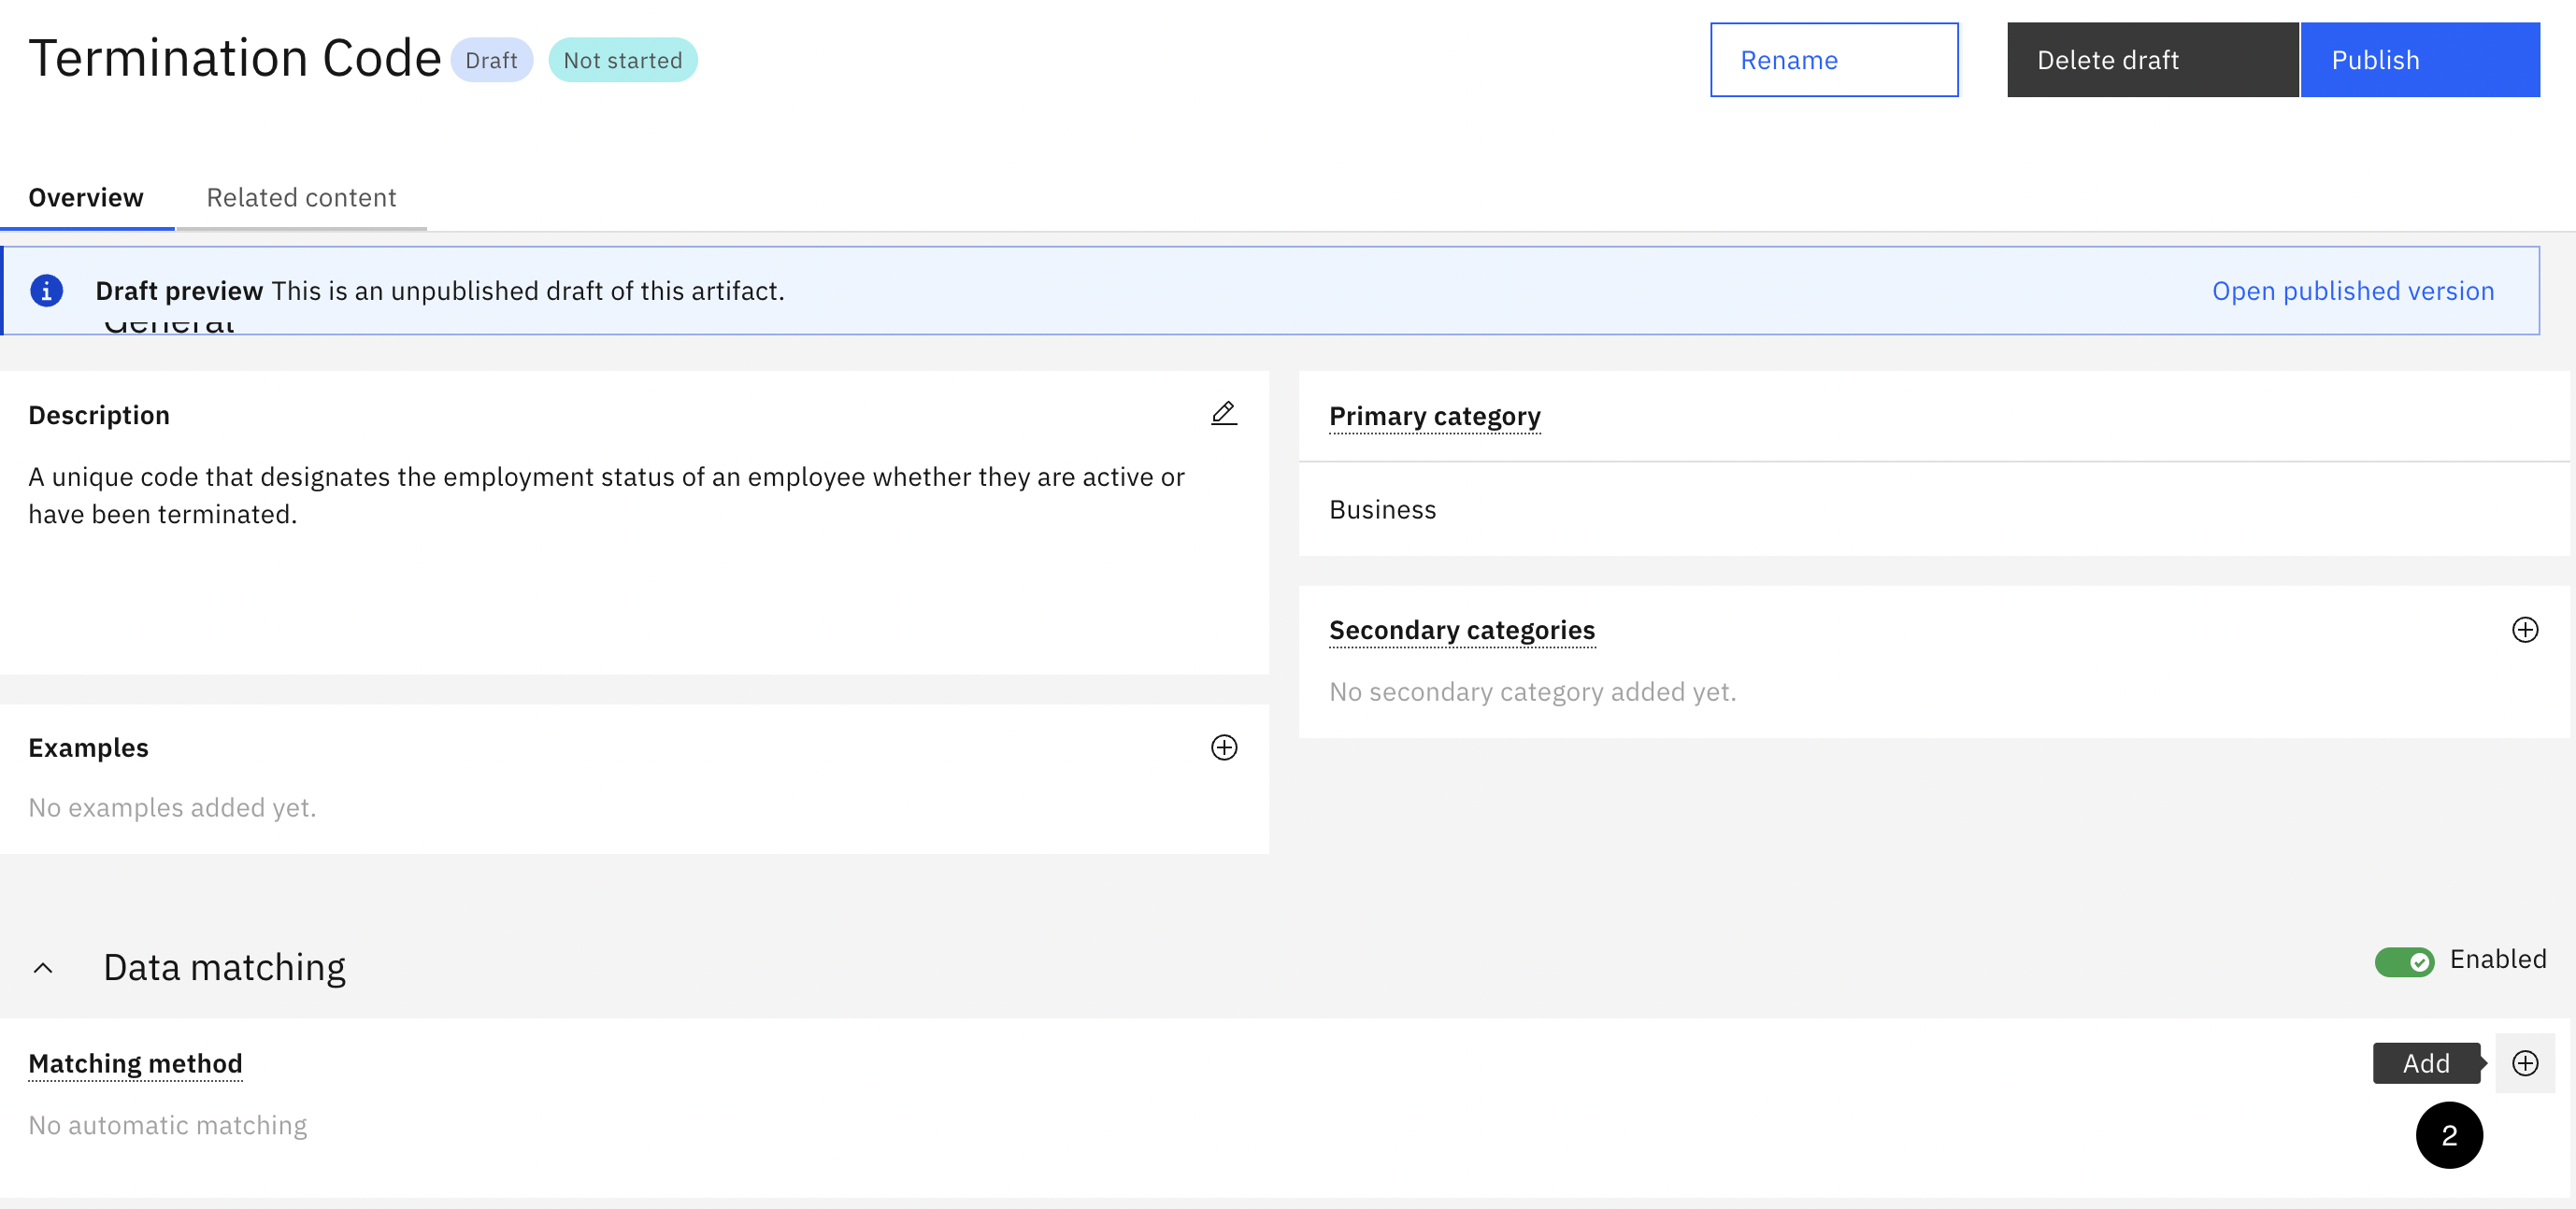 Termination Code Draft Not started Rename Delete draft Publish
Overview Related content
Draft preview This is an unpublished draft of this artifact. Open published version
General
Description
A unique code that designates the employment status of an employee whether they are active or
have been terminated.
Primary category
Business
Secondary categories
No secondary category added yet.
Examples
No examples added yet.
Data matching Enabled
Matching method Add
No automatic matching
2